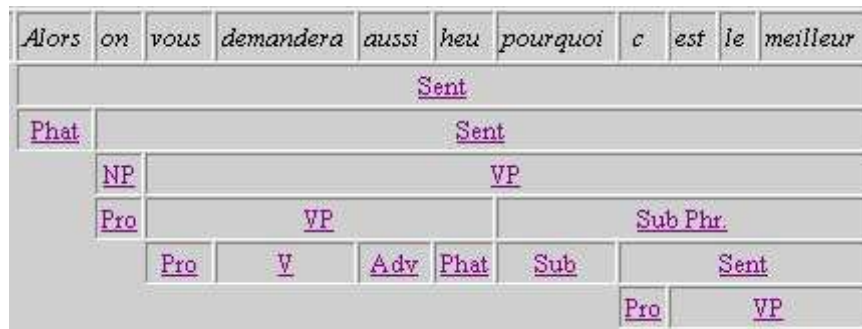 Alors on vous demandera aussi heu pourquoi c est le meilleur
Sent
Phat Sent
NP VP
Pro VP Sub Phr.
Pro V Adv Phat Sub Sent
Pro VP